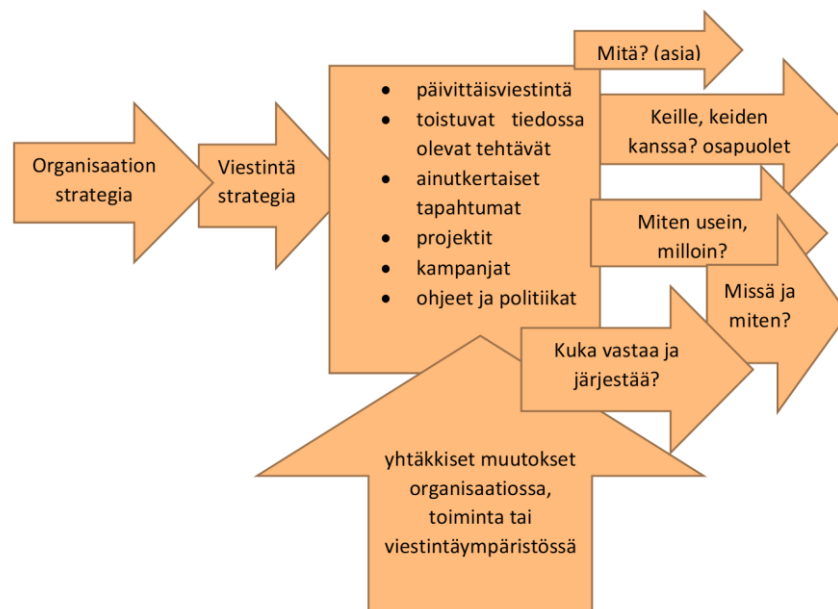 Organisaation
strategia
Viestintä
strategia
• päivittäisviestintä
• toistuvat tiedossa
olevat tehtävät
• ainutkertaiset
tapahtumat
• projektit
• kampanjat
• ohjeet ja politiikat
Mitä? (asia)
Keille, keiden
kanssa? osapuolet
Miten usein,
milloin?
Missä ja
miten?
Kuka vastaa ja
järjestää?
yhtäkkiset muutokset
organisaatiossa,
toiminta tai
viestintäympäristössä